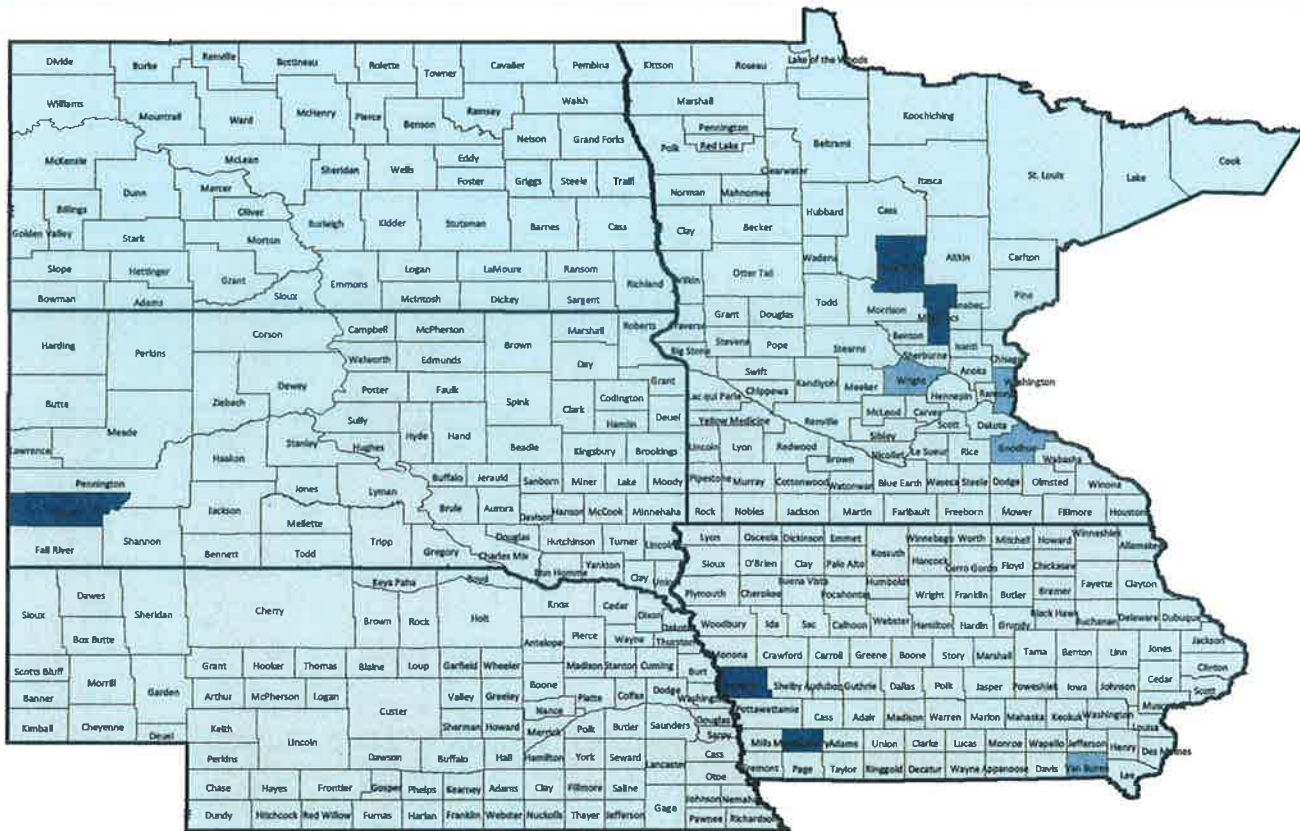 Divide Burke Renville Bottineau Rolette Towner Cavalier Pembina Kittson Roseau Lake of the Woods
Williams Mountrail Ward McHenry Pierce Benson Ramsey Walsh Marshall Koochiching
Nelson Grand Forks Polk Pennington Red Lake Beltrami Clearwater St. Louis Lake Cook
McKenzie McLean Sheridan Wells Eddy Foster Griggs Steele Traill Norman Mahnomen Itasca
Dunn Mercer Oliver Burleigh Kidder Stutsman Barnes Cass Clay Becker Hubbard Cass
Billings Golden Valley Stark Morton Wadena Aitkin Carlton
Slope Hettinger Grant Emmons Logan LaMoure Ransom Richland Wilkin Otter Tail
Bowman Adams Sioux McIntosh Dickey Sargent Todd Morrison Pine
Harding Perkins Corson Campbell McPherson Brown Marshall Roberts Traverse Grant Douglas Benson Isanti Chisago
Walworth Edmunds Day Big Stone Stevens Pope Stearns Sherburne Anoka
Butte Ziebach Dewey Potter Faulk Spink Clark Codington Grant Swift Kandiyohi Meeker Wright Hennepin Ramsey Washington
Meade Sully Hyde Hand Hamlin Deuel Lac qui Parle Chippewa McLeod Carver Scott Dakota
Lawrence Haakon Stanley Hughes Beadle Kingsbury Brookings Yellow Medicine Renville Sibley Goodhue
Lincoln Lyon Redwood Brown Nicollet Le Sueur Rice Wabasha
Pennington Jones Lyman Buffalo Jerauld Sanborn Miner Lake Moody Pipestone Murray Cottonwood Watonwan Blue Earth Waseca Steele Dodge Olmsted Winona
Jackson Mellette Brule Aurora Davison Hanson McCook Minnehaha Rock Nobles Jackson Martin Faribault Freeborn Mower Fillmore Houston
Fall River Shannon Bennett Todd Tripp Gregory Charles Mix Douglas Hutchinson Turner Lincoln
Bon Homme Yankton Clay Union
Lyon Osceola Dickinson Emmet Kossuth Winnebago Worth Mitchell Howard Winneshiek Allamakee
Sioux O'Brien Clay Palo Alto Hancock Cerro Gordo Floyd Chickasaw
Sioux Dawes Sheridan Cherry Keya Paha Boyd Knox Cedar Dixon Dakota
Plymouth Cherokee Buena Vista Pocahontas Humboldt Wright Franklin Butler Bremer Fayette Clayton
Box Butte Brown Rock Holt Antelope Pierce Wayne Thurston
Woodbury Ida Sac Calhoun Webster Hamilton Hardin Grundy Black Hawk Buchanan Delaware Dubuque
Scotts Bluff Morrill Garden Grant Hooker Thomas Blaine Loup Garfield Wheeler Boone Madison Stanton Cuming Burt
Monona Crawford Carroll Greene Boone Story Marshall Tama Benton Linn Jones Jackson
Banner Arthur McPherson Logan Custer Valley Greeley Nance Platte Colfax Dodge Washington
Shelby Audubon Guthrie Dallas Polk Jasper Poweshiek Iowa Johnson Cedar Clinton Scott
Kimball Cheyenne Deuel Keith Lincoln Sherman Howard Merrick Polk Butler Saunders Douglas Sarpy
Pottawattamie Cass Adair Madison Warren Marion Mahaska Keokuk Washington Louisa
Perkins Dawson Buffalo Hall Hamilton York Seward Lancaster Cass Otoe
Mills Adams Union Clarke Lucas Monroe Wapello Jefferson Henry Des Moines
Chase Hayes Frontier Gosper Phelps Kearney Adams Clay Fillmore Saline Gage Johnson Nemaha
Fremont Page Taylor Ringgold Decatur Wayne Appanoose Davis Van Buren Lee
Dundy Hitchcock Red Willow Furnas Harlan Franklin Webster Nuckolls Thayer Jefferson Pawnee Richardson